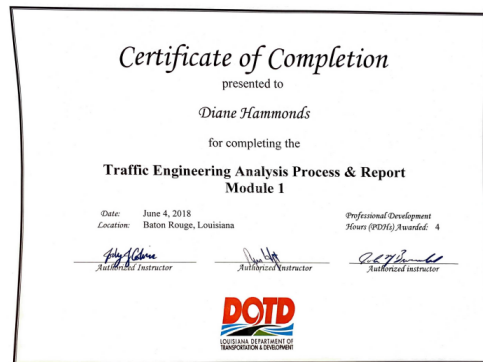 Certificate of Completion
presented to
Diane Hammonds
for completing the
Traffic Engineering Analysis Process & Report
Module 1
Date: June 4, 2018
Location: Baton Rouge, Louisiana
Professional Development
Hours (PDHs) Awarded: 4
Authorized Instructor
Authorized Instructor
Authorized instructor
DOTD
LOUISIANA DEPARTMENT OF
TRANSPORTATION & DEVELOPMENT